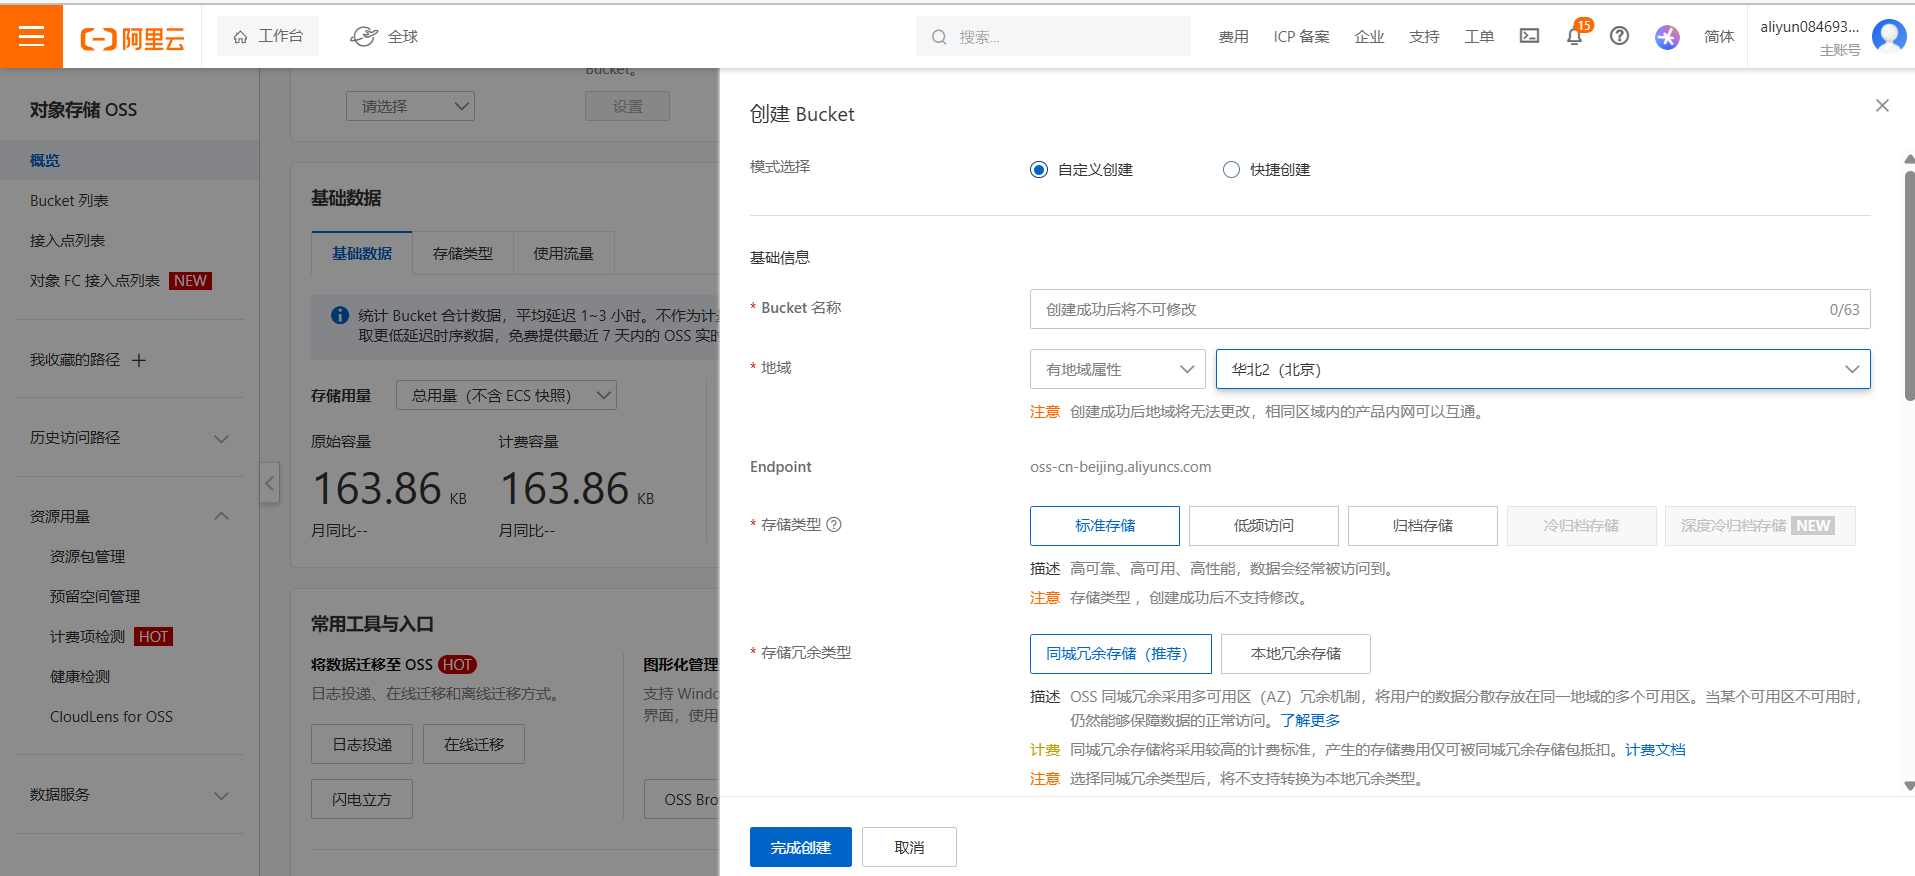 阿里云
工作台
全球
搜索...
费用
ICP 备案
企业
支持
工单
15
简体
aliyun084693...
主账号
对象存储 OSS
概览
Bucket 列表
接入点列表
对象 FC 接入点列表 NEW
我收藏的路径
历史访问路径
资源用量
资源包管理
预留空间管理
计费项检测 HOT
健康检测
CloudLens for OSS
数据服务
Bucket。
请选择
设置
基础数据
基础数据 存储类型 使用流量
统计 Bucket 合计数据，平均延迟 1~3 小时。不作为计
取更低延迟时序数据，免费提供最近 7 天内的 OSS 实时
存储用量 总用量（不含 ECS 快照）
原始容量 计费容量
163.86 KB 163.86 KB
月同比-- 月同比--
常用工具与入口
将数据迁移至 OSS HOT
日志投递、在线迁移和离线迁移方式。
日志投递 在线迁移
闪电立方
图形化管理
支持 Windo
界面，使用
OSS Bro
创建 Bucket
模式选择 自定义创建 快捷创建
基础信息
* Bucket 名称 创建成功后将不可修改 0/63
* 地域 有地域属性 华北2（北京）
注意 创建成功后地域将无法更改，相同区域内的产品内网可以互通。
Endpoint oss-cn-beijing.aliyuncs.com
* 存储类型 标准存储 低频访问 归档存储 冷归档存储 深度冷归档存储 NEW
描述 高可靠、高可用、高性能，数据会经常被访问到。
注意 存储类型 ，创建成功后不支持修改。
* 存储冗余类型 同城冗余存储（推荐） 本地冗余存储
描述 OSS 同城冗余采用多可用区（AZ）冗余机制，将用户的数据分散存放在同一地域的多个可用区。当某个可用区不可用时，
仍然能够保障数据的正常访问。了解更多
计费 同城冗余存储将采用较高的计费标准，产生的存储费用仅可被同城冗余存储包抵扣。计费文档
注意 选择同城冗余类型后，将不支持转换为本地冗余类型。
完成创建 取消